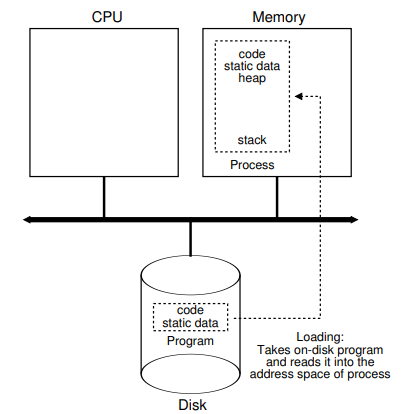 CPU
Memory
code
static data
heap
stack
Process
code
static data
Program
Loading:
Takes on-disk program
and reads it into the
address space of process
Disk